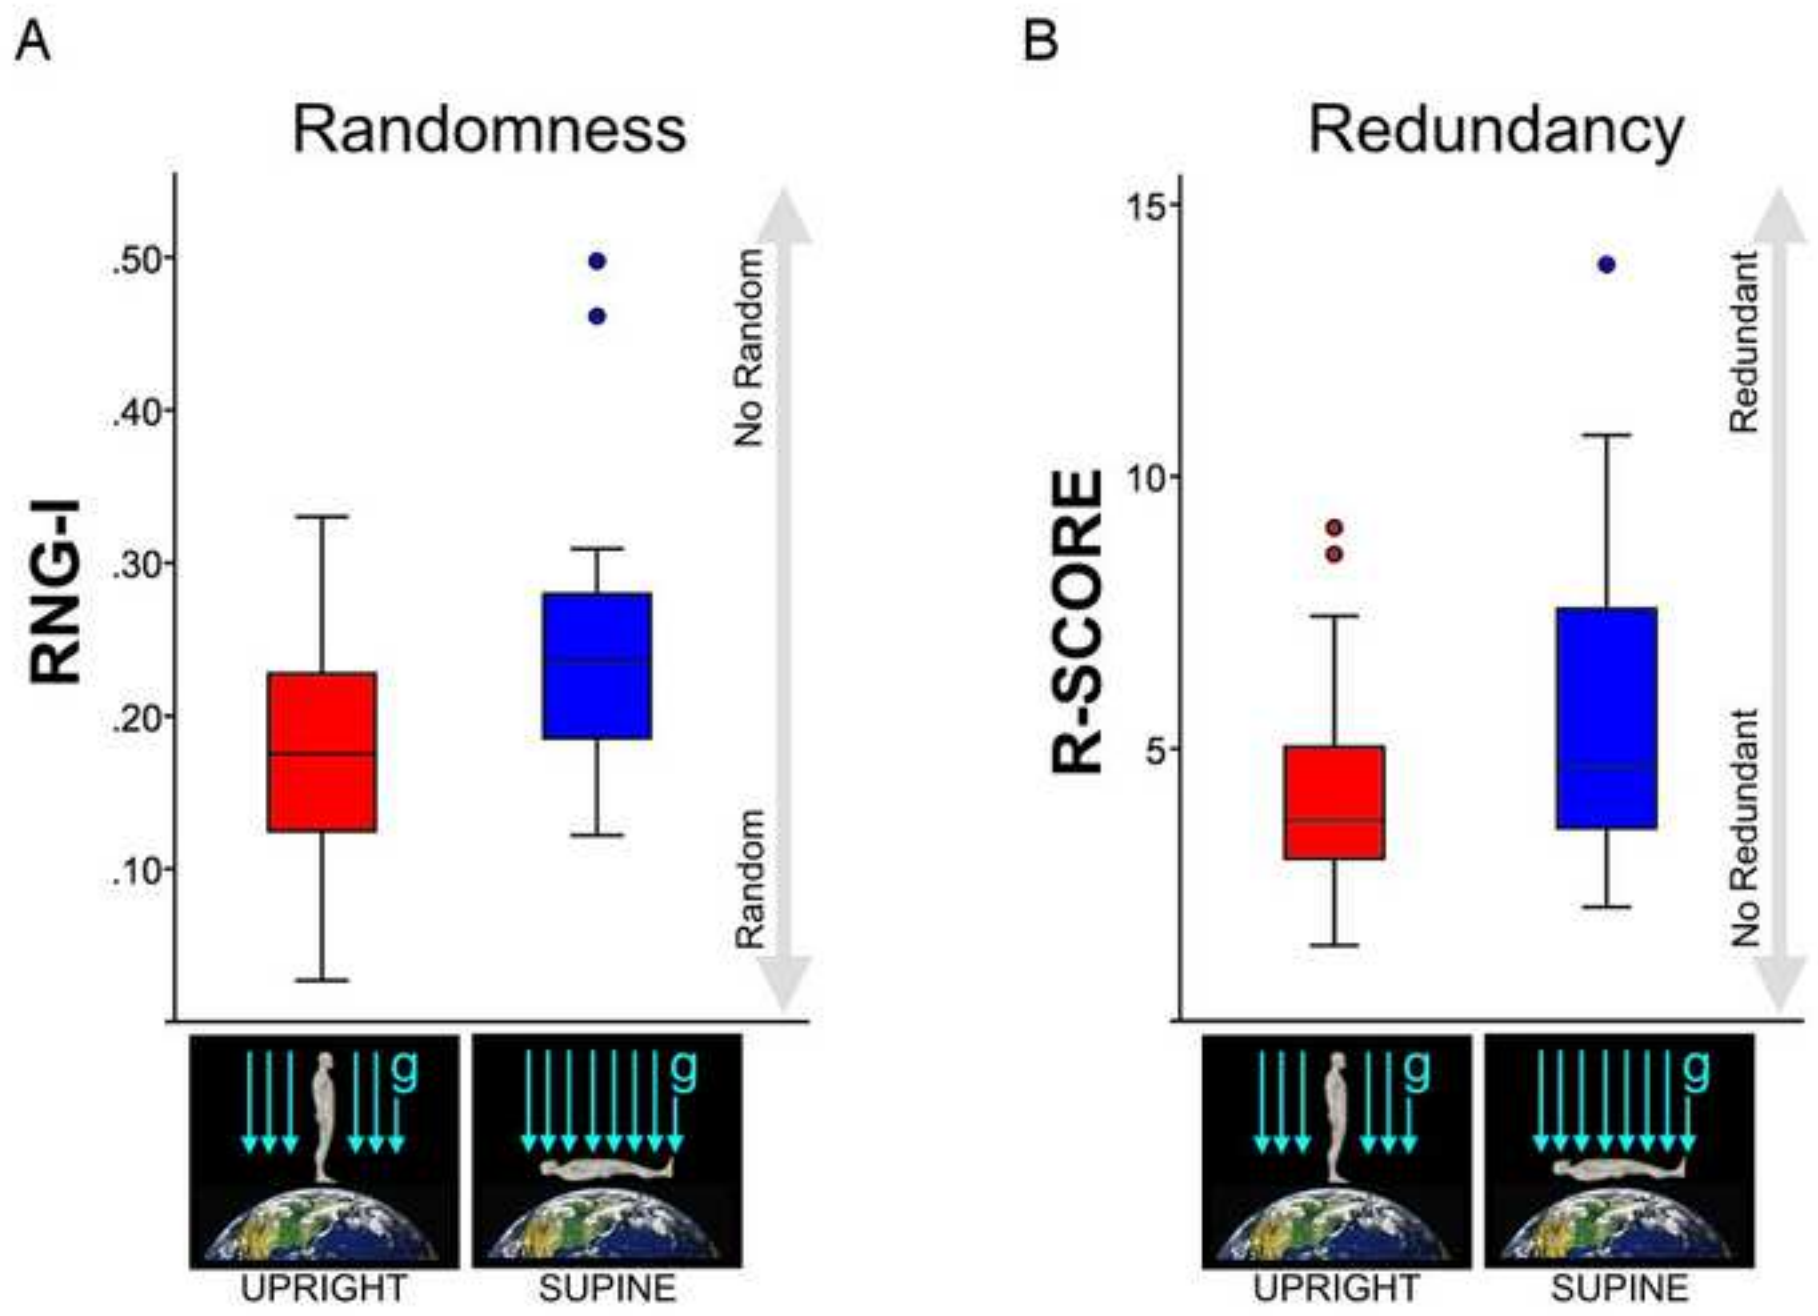 A
Randomness
RNG-I
.50
.40
.30
.20
.10
No Random
Random
g
g
UPRIGHT
SUPINE
B
Redundancy
R-SCORE
15
10
5
Redundant
No Redundant
g
g
UPRIGHT
SUPINE